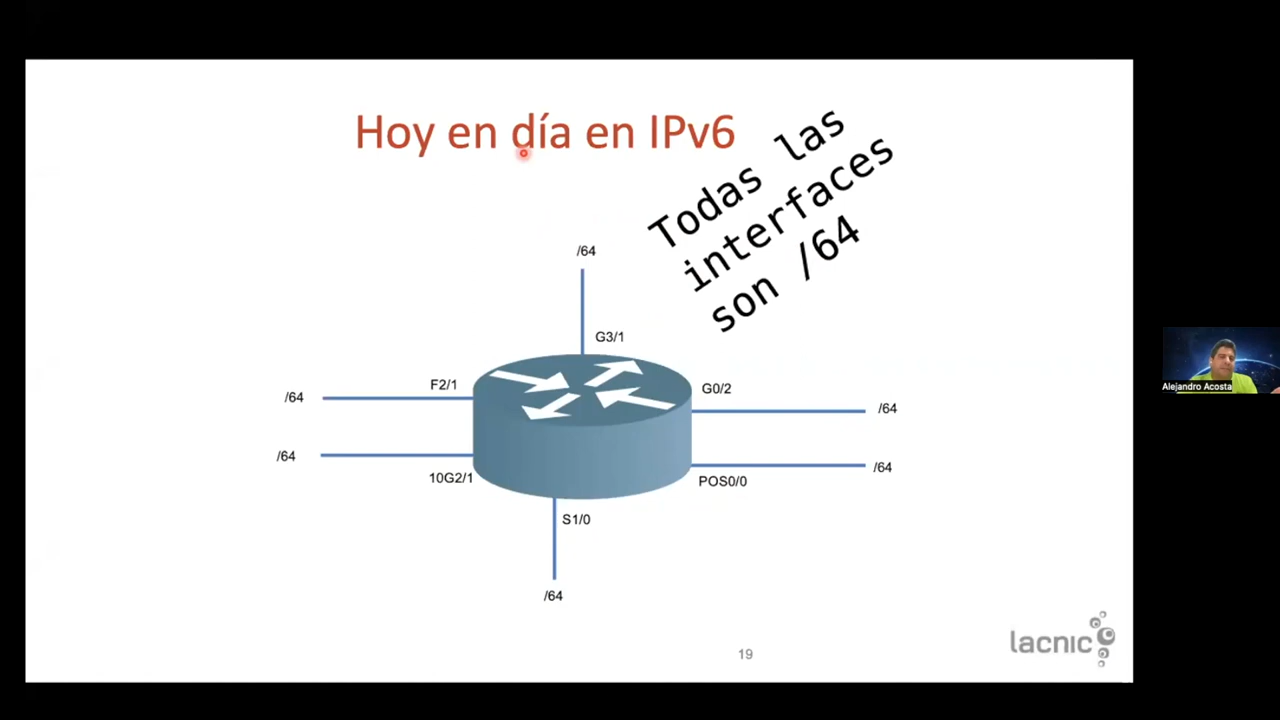 Hoy en día en IPv6
Todas las
interfaces
son /64
/64
G3/1
F2/1
G0/2
/64
/64
/64
/64
10G2/1
POS0/0
S1/0
/64
Alejandro Acosta
lacnic
19